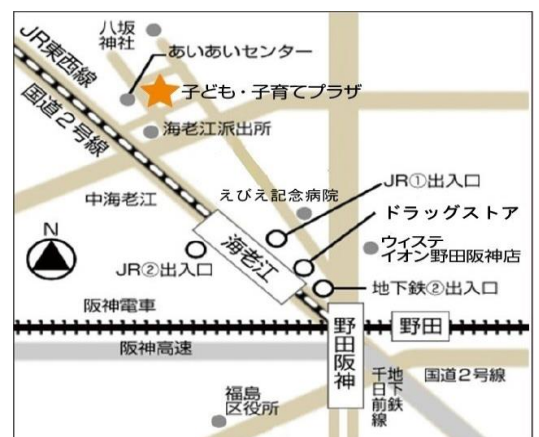 八坂
神社
あいあいセンター
JR東西線
子ども・子育てプラザ
国道2号線
海老江派出所
中海老江
えびえ記念病院
JR①出入口
ドラッグストア
N
海老江
ウィステ
イオン野田阪神店
JR②出入口
地下鉄②出入口
阪神電車
野田阪神
野田
阪神高速
福島
区役所
地下鉄
千日前線
国道2号線